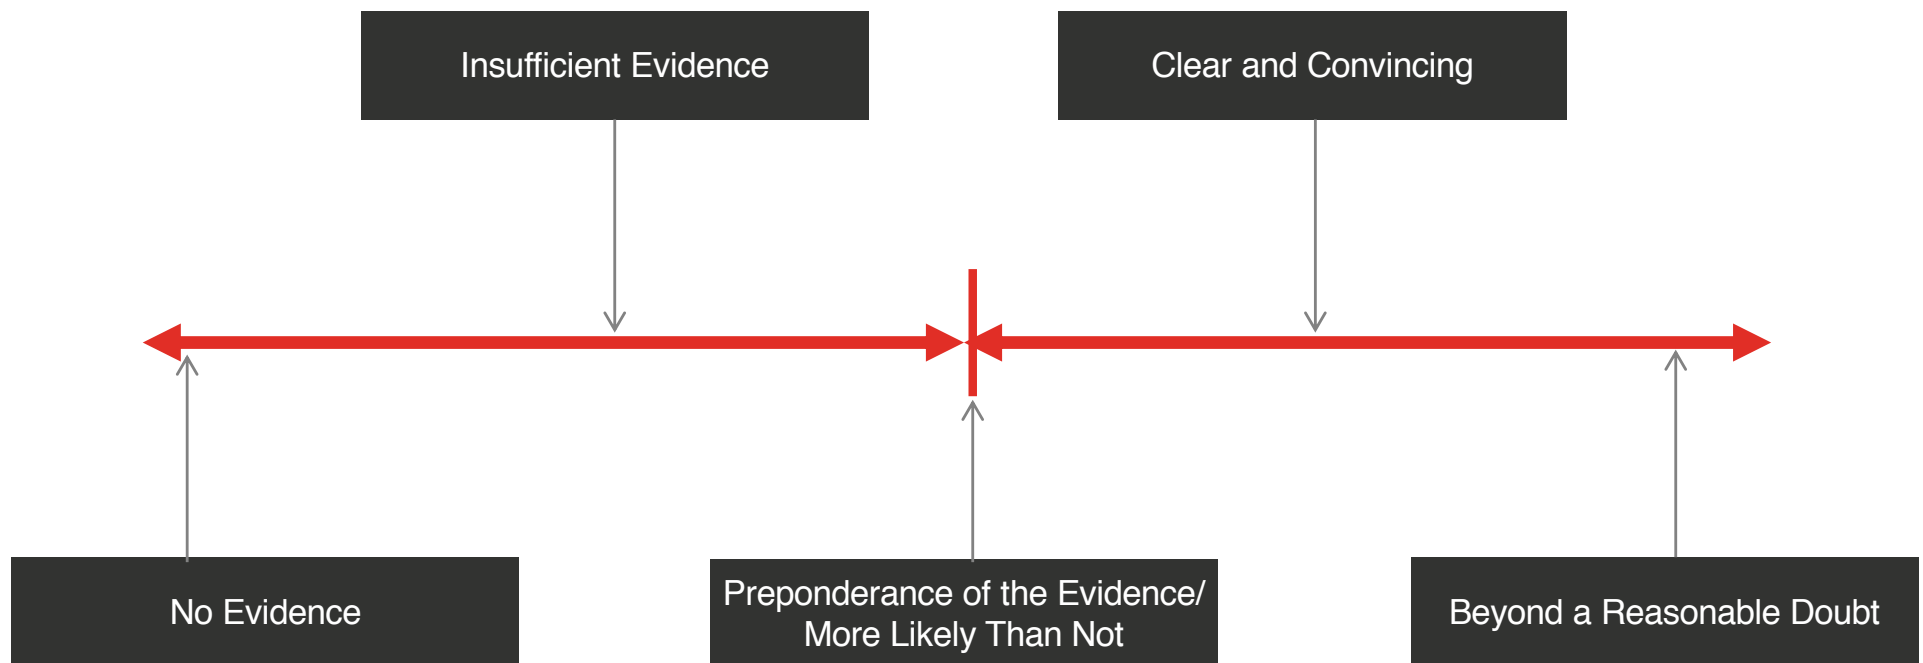 Insufficient Evidence
Clear and Convincing
No Evidence
Preponderance of the Evidence/
More Likely Than Not
Beyond a Reasonable Doubt